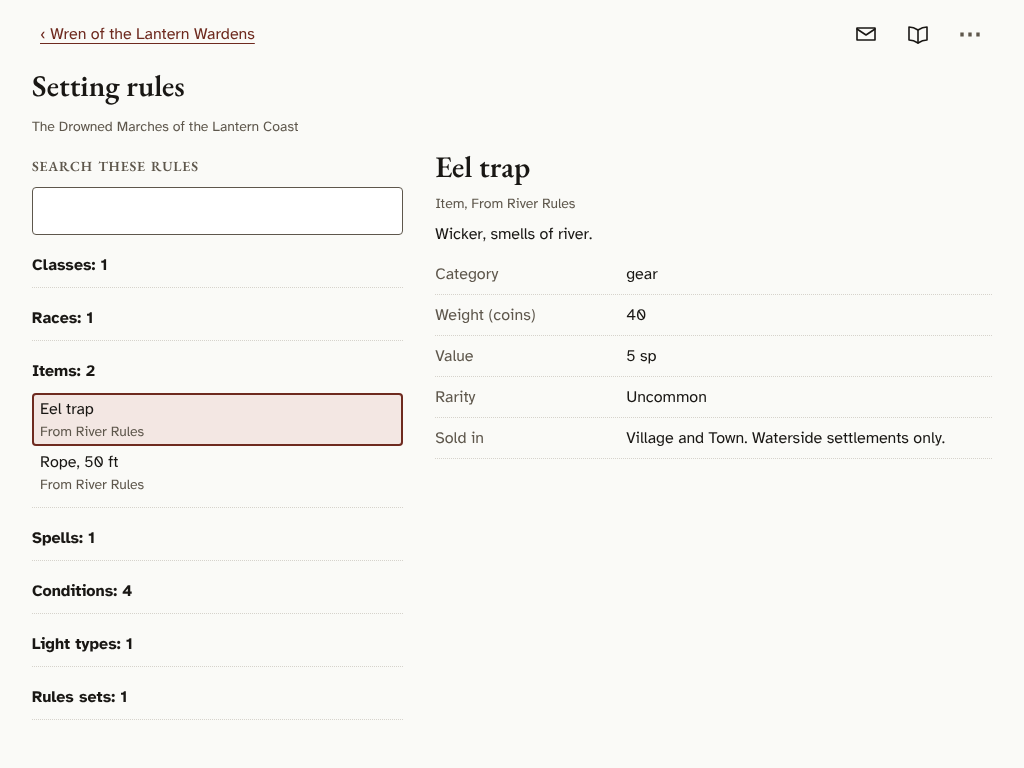 ‹ Wren of the Lantern Wardens
Setting rules
The Drowned Marches of the Lantern Coast
SEARCH THESE RULES
Classes: 1
Races: 1
Items: 2
Eel trap
From River Rules
Rope, 50 ft
From River Rules
Spells: 1
Conditions: 4
Light types: 1
Rules sets: 1
Eel trap
Item, From River Rules
Wicker, smells of river.
Category gear
Weight (coins) 40
Value 5 sp
Rarity Uncommon
Sold in Village and Town. Waterside settlements only.